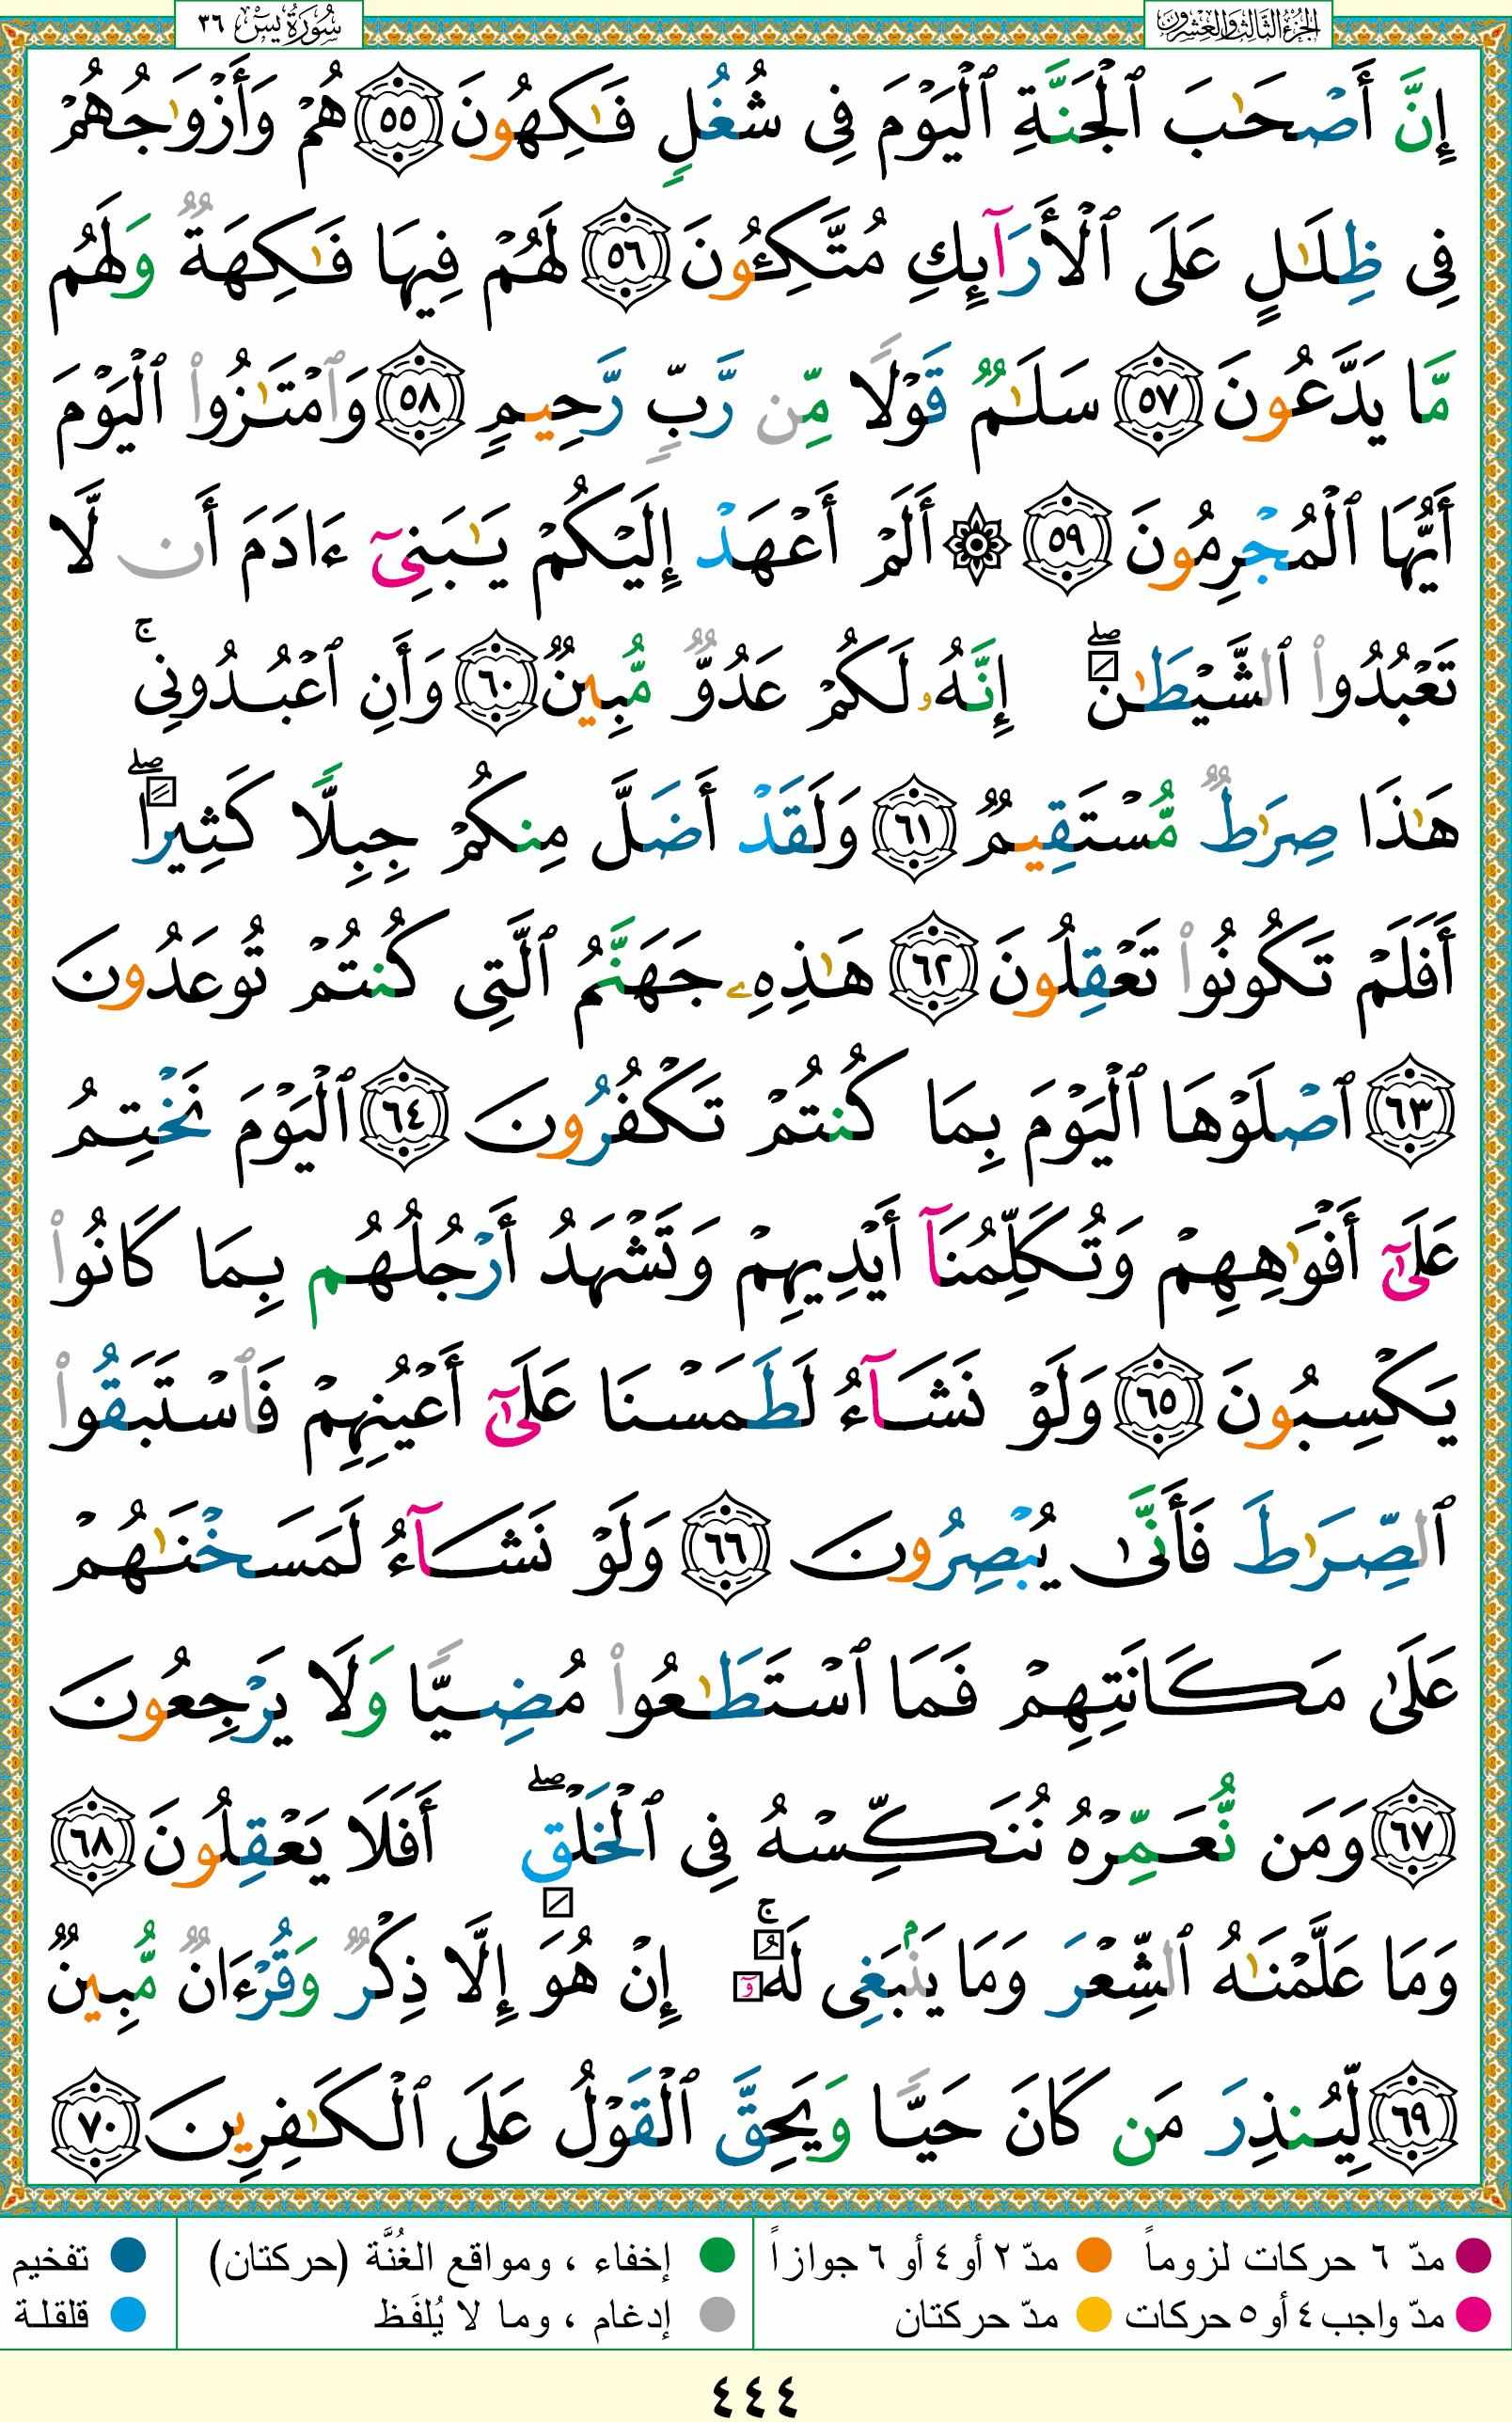 الجزء الثالث والعشرون
سورة يس ٣٦
إِنَّ أَصْحَٰبَ ٱلْجَنَّةِ ٱلْيَوْمَ فِى شُغُلٍ فَٰكِهُونَ ٥٥ هُمْ وَأَزْوَٰجُهُمْ
فِى ظِلَٰلٍ عَلَى ٱلْأَرَآئِكِ مُتَّكِـُٔونَ ٥٦ لَهُمْ فِيهَا فَٰكِهَةٌ وَلَهُم
مَّا يَدَّعُونَ ٥٧ سَلَٰمٌ قَوْلًا مِّن رَّبٍّ رَّحِيمٍ ٥٨ وَٱمْتَٰزُوا۟ ٱلْيَوْمَ
أَيُّهَا ٱلْمُجْرِمُونَ ٥٩ ۞ أَلَمْ أَعْهَدْ إِلَيْكُمْ يَٰبَنِىٓ ءَادَمَ أَن لَّا
تَعْبُدُوا۟ ٱلشَّيْطَٰنَ ۖ إِنَّهُۥ لَكُمْ عَدُوٌّ مُّبِينٌ ٦٠ وَأَنِ ٱعْبُدُونِى ۚ
هَٰذَا صِرَٰطٌ مُّسْتَقِيمٌ ٦١ وَلَقَدْ أَضَلَّ مِنكُمْ جِبِلًّا كَثِيرًا ۖ
أَفَلَمْ تَكُونُوا۟ تَعْقِلُونَ ٦٢ هَٰذِهِۦ جَهَنَّمُ ٱلَّتِى كُنتُمْ تُوعَدُونَ
٦٣ ٱصْلَوْهَا ٱلْيَوْمَ بِمَا كُنتُمْ تَكْفُرُونَ ٦٤ ٱلْيَوْمَ نَخْتِمُ
عَلَىٰٓ أَفْوَٰهِهِمْ وَتُكَلِّمُنَآ أَيْدِيهِمْ وَتَشْهَدُ أَرْجُلُهُم بِمَا كَانُوا۟
يَكْسِبُونَ ٦٥ وَلَوْ نَشَآءُ لَطَمَسْنَا عَلَىٰٓ أَعْيُنِهِمْ فَٱسْتَبَقُوا۟
ٱلصِّرَٰطَ فَأَنَّىٰ يُبْصِرُونَ ٦٦ وَلَوْ نَشَآءُ لَمَسَخْنَٰهُمْ
عَلَىٰ مَكَانَتِهِمْ فَمَا ٱسْتَطَٰعُوا۟ مُضِيًّا وَلَا يَرْجِعُونَ
٦٧ وَمَن نُّعَمِّرْهُ نُنَكِّسْهُ فِى ٱلْخَلْقِ ۖ أَفَلَا يَعْقِلُونَ ٦٨
وَمَا عَلَّمْنَٰهُ ٱلشِّعْرَ وَمَا يَنۢبَغِى لَهُۥٓ ۚ إِنْ هُوَ إِلَّا ذِكْرٌ وَقُرْءَانٌ مُّبِينٌ
٦٩ لِّيُنذِرَ مَن كَانَ حَيًّا وَيَحِقَّ ٱلْقَوْلُ عَلَى ٱلْكَٰفِرِينَ ٧٠
مدّ ٦ حركات لزوماً مدّ ٢ أو ٤ أو ٦ جوازاً إخفاء ، ومواقع الغُنَّة (حركتان) تفخيم
مدّ واجب ٤ أو ٥ حركات مدّ حركتان إدغام ، وما لا يُلفَظ قلقلة
٤٤٤